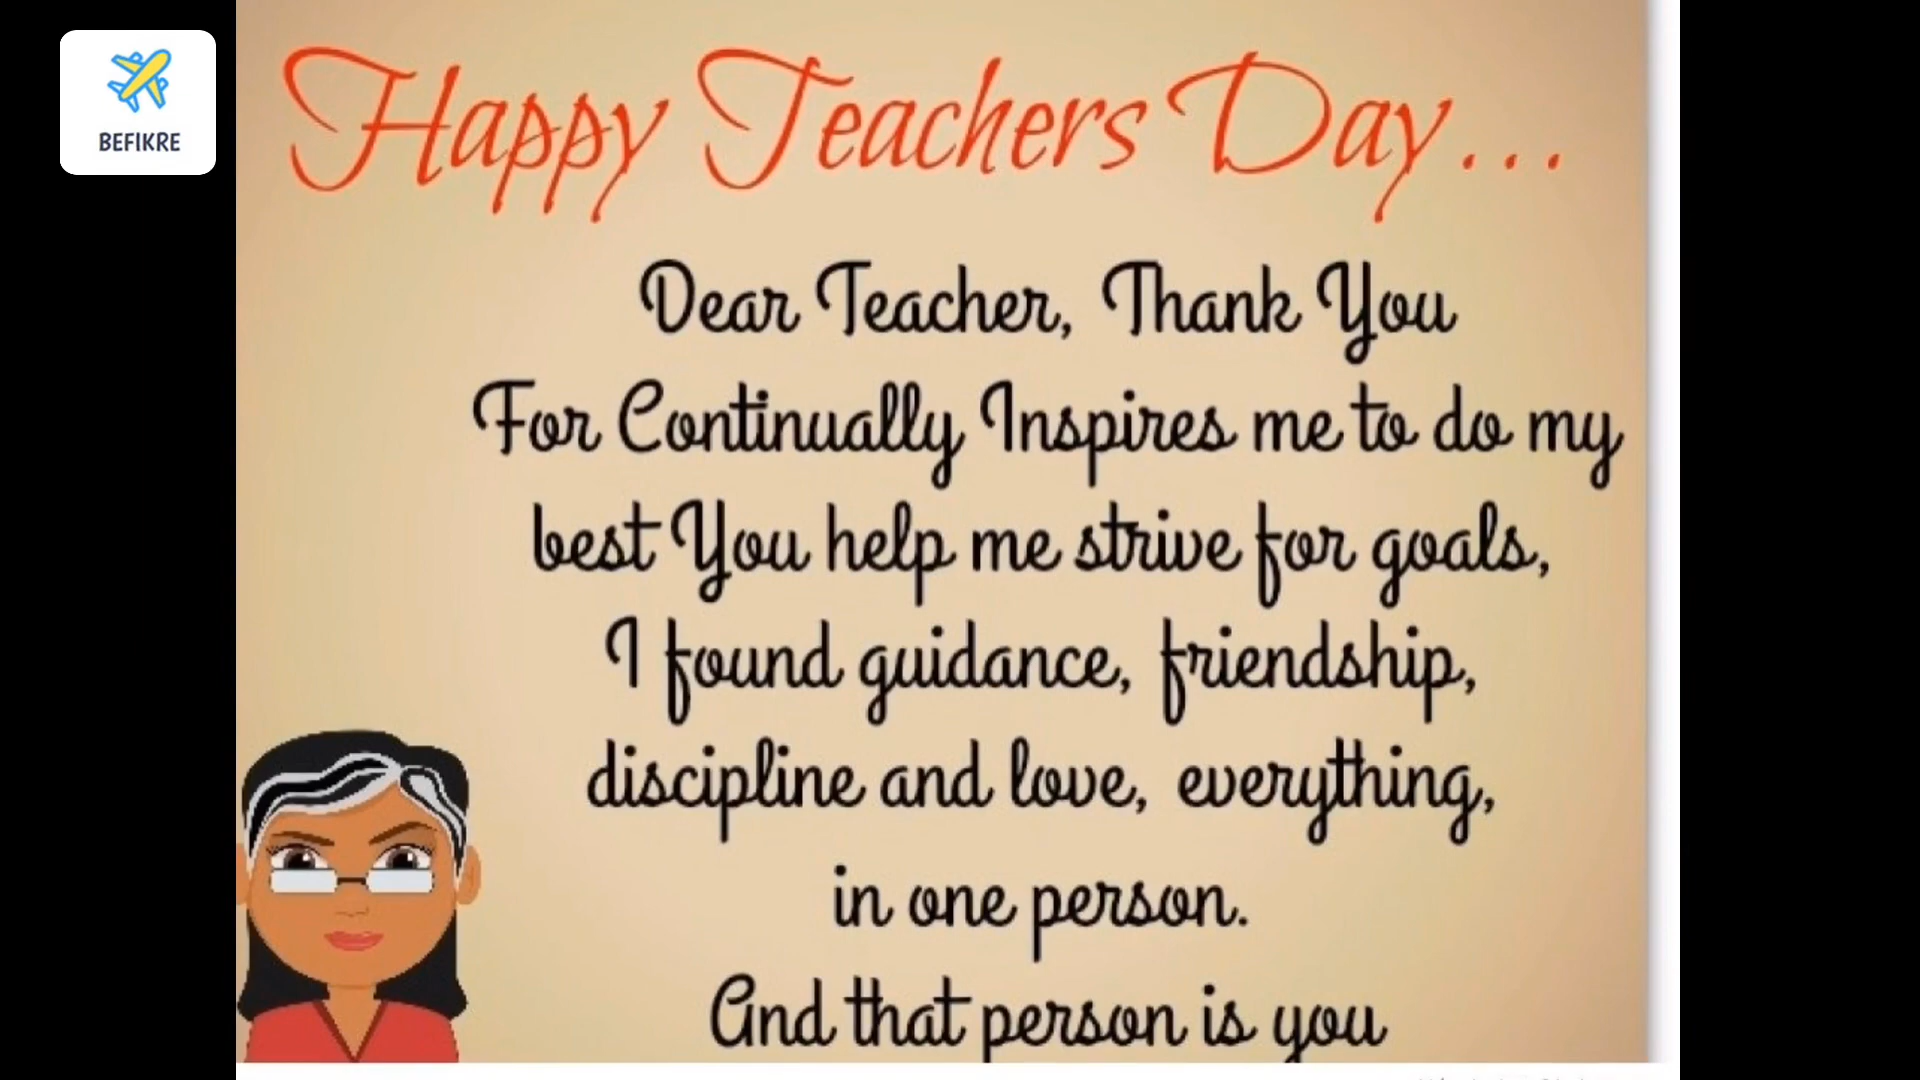 BEFIKRE
Happy Teachers Day...
Dear Teacher, Thank You
For Continually Inspires me to do my
best You help me strive for goals,
I found guidance, friendship,
discipline and love, everything,
in one person.
And that person is you